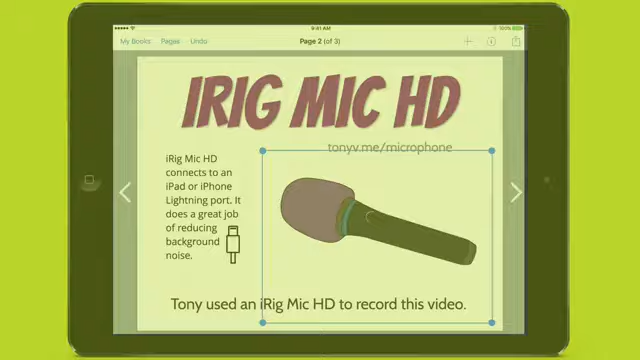 9:41 AM
100%
My Books Pages Undo Page 2 (of 3)
IRIG MIC HD
tonyv.me/microphone
iRig Mic HD
connects to an
iPad or iPhone
Lightning port. It
does a great job
of reducing
background
noise.
Tony used an iRig Mic HD to record this video.